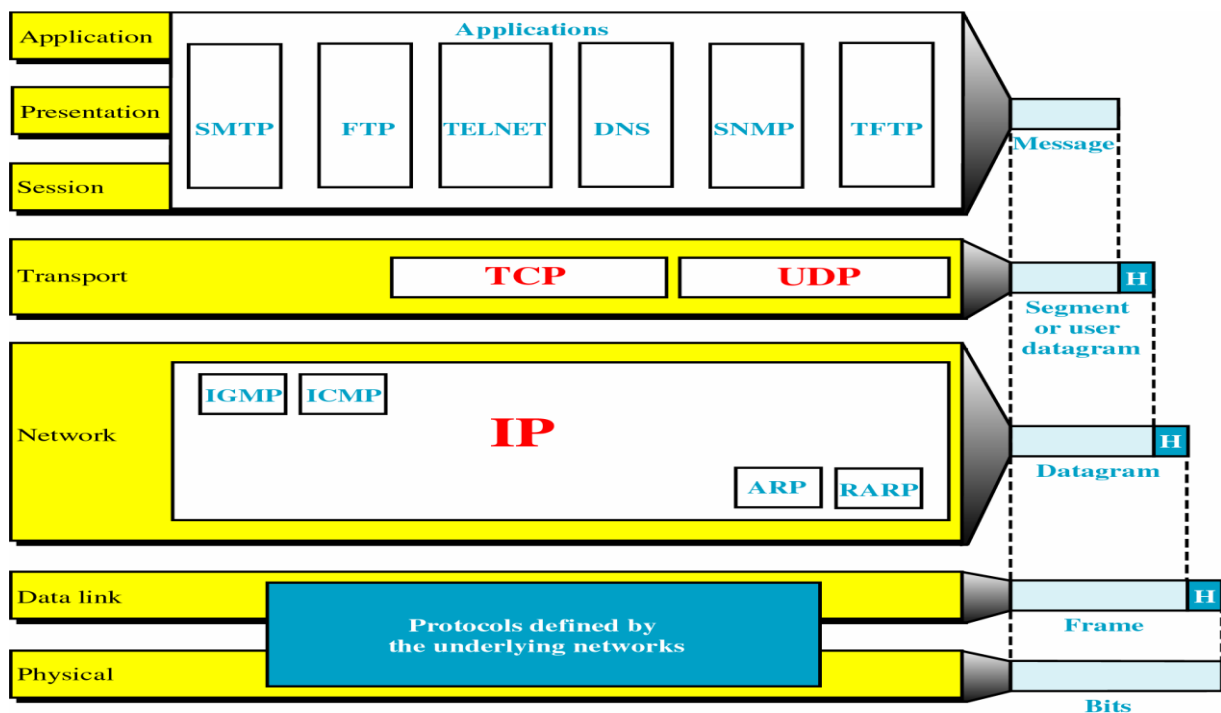 Application
Applications
Presentation
SMTP
FTP
TELNET
DNS
SNMP
TFTP
Message
Session
Transport
TCP
UDP
H
Segment
or user
datagram
IGMP
ICMP
Network
IP
H
Datagram
ARP
RARP
Data link
H
Protocols defined by
the underlying networks
Frame
Physical
Bits